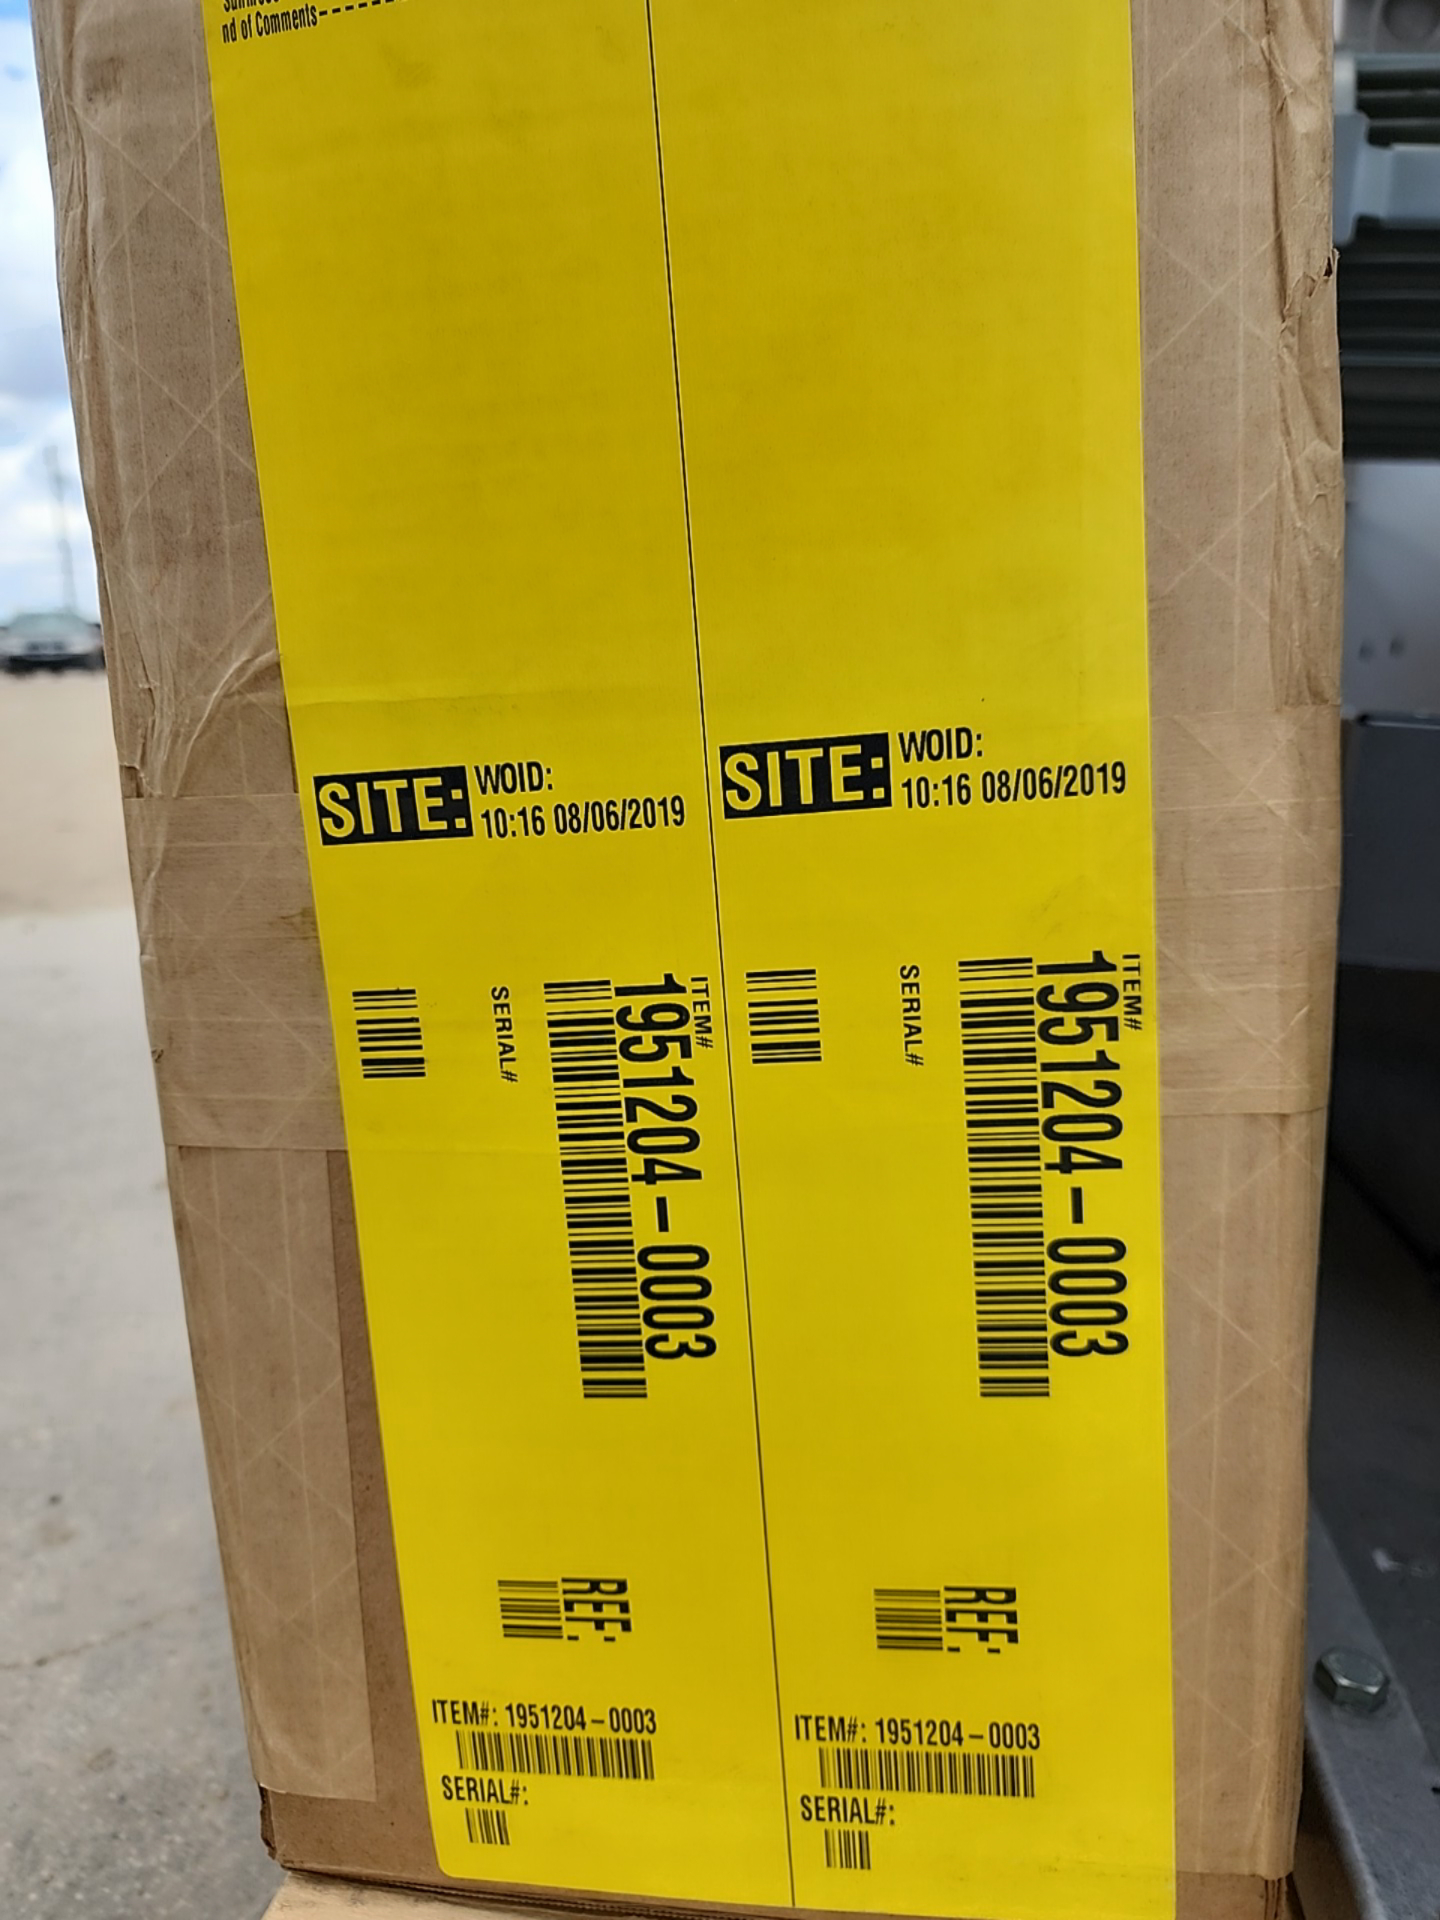 nd of Comments-------
SITE: WOID:
10:16 08/06/2019
SITE: WOID:
10:16 08/06/2019
ITEM#
1951204-0003
SERIAL#
ITEM#
1951204-0003
SERIAL#
REF:
REF:
ITEM#: 1951204-0003
SERIAL#:
ITEM#: 1951204-0003
SERIAL#: